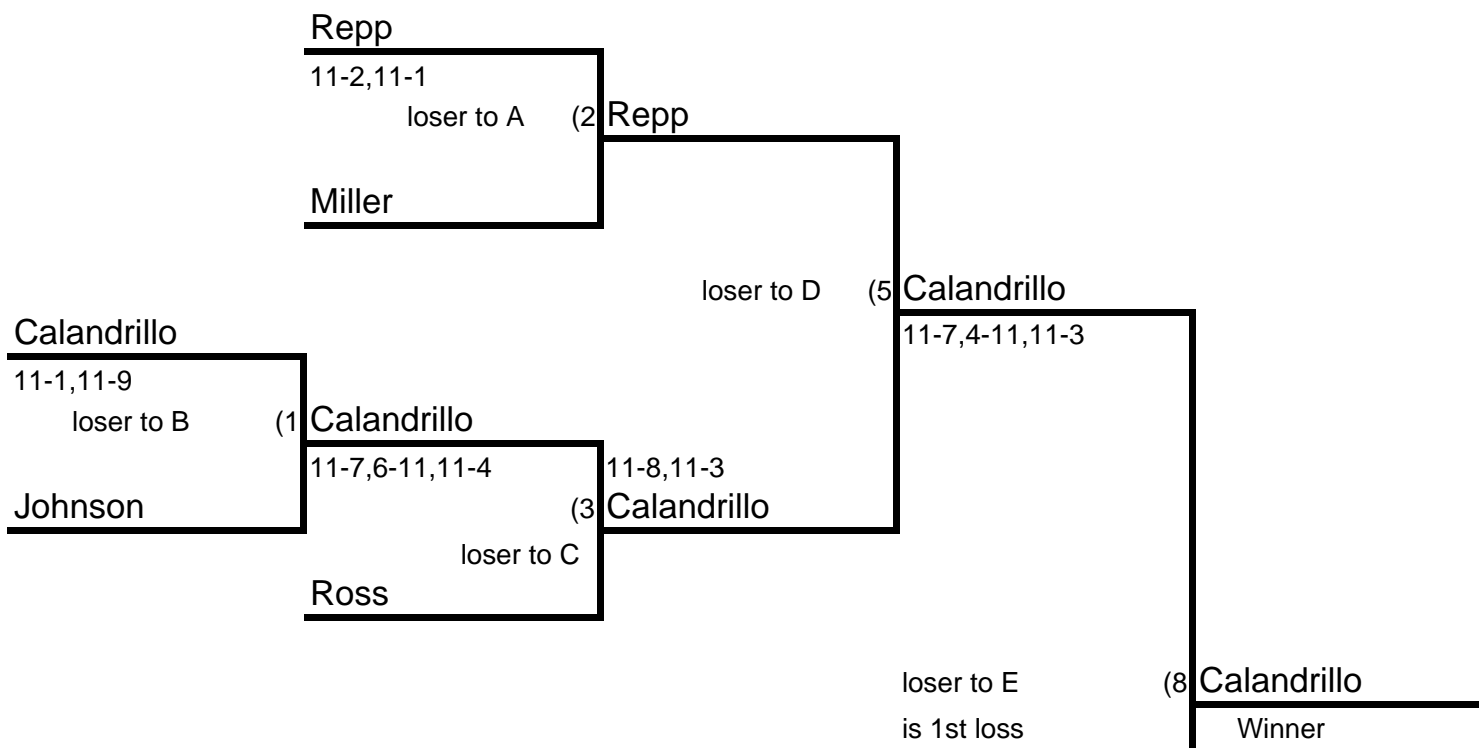 Repp
11-2,11-1
loser to A (2 Repp
Miller
loser to D (5 Calandrillo
Calandrillo
11-7,4-11,11-3
11-1,11-9
loser to B (1 Calandrillo
11-7,6-11,11-4 11-8,11-3
Johnson (3 Calandrillo
loser to C
Ross
loser to E (8 Calandrillo
is 1st loss Winner